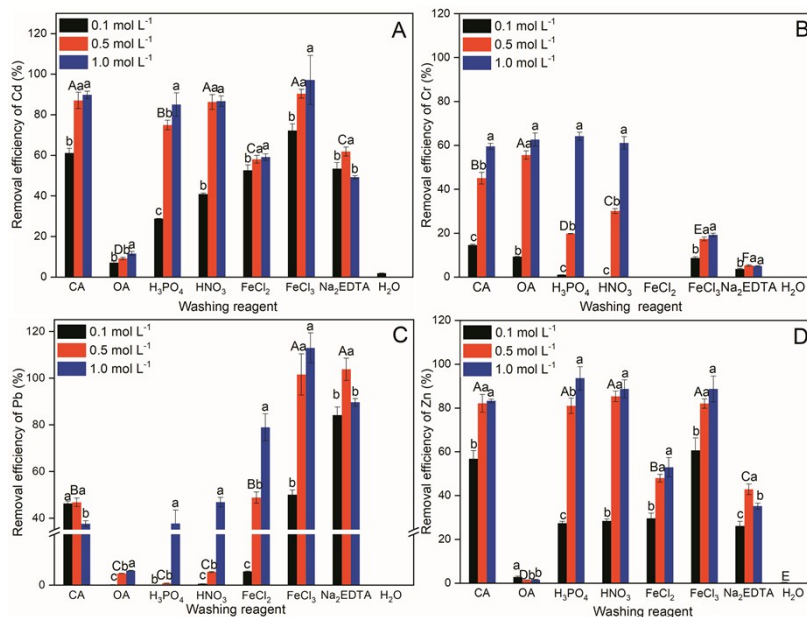 A
0.1 mol L⁻¹
0.5 mol L⁻¹
1.0 mol L⁻¹
Removal efficiency of Cd (%)
120
100
80
60
40
20
0
b Aa a
b Db a
c Bb a
b Aa a
b Ca a
b Aa a
b Ca b
CA OA H₃PO₄ HNO₃ FeCl₂ FeCl₃ Na₂EDTA H₂O
Washing reagent
B
0.1 mol L⁻¹
0.5 mol L⁻¹
1.0 mol L⁻¹
Removal efficiency of Cr (%)
120
100
80
60
40
20
0
c Bb a
c Aa a
c Db a
c Cb a
b Ea a
b Fa a
CA OA H₃PO₄ HNO₃ FeCl₂ FeCl₃ Na₂EDTA H₂O
Washing reagent
C
0.1 mol L⁻¹
0.5 mol L⁻¹
1.0 mol L⁻¹
Removal efficiency of Pb (%)
120
100
80
60
40
0
a Ba b
c Cb a
b Cb a
c Cb a
c Bb a
b Aa a
b Aa b
CA OA H₃PO₄ HNO₃ FeCl₂ FeCl₃ Na₂EDTA H₂O
Washing reagent
D
0.1 mol L⁻¹
0.5 mol L⁻¹
1.0 mol L⁻¹
Removal efficiency of Zn (%)
120
100
80
60
40
20
0
b Aa a
a Db b
c Ab a
c Aa a
b Ba a
b Aa a
c Ca b
E
CA OA H₃PO₄ HNO₃ FeCl₂ FeCl₃ Na₂EDTA H₂O
Washing reagent